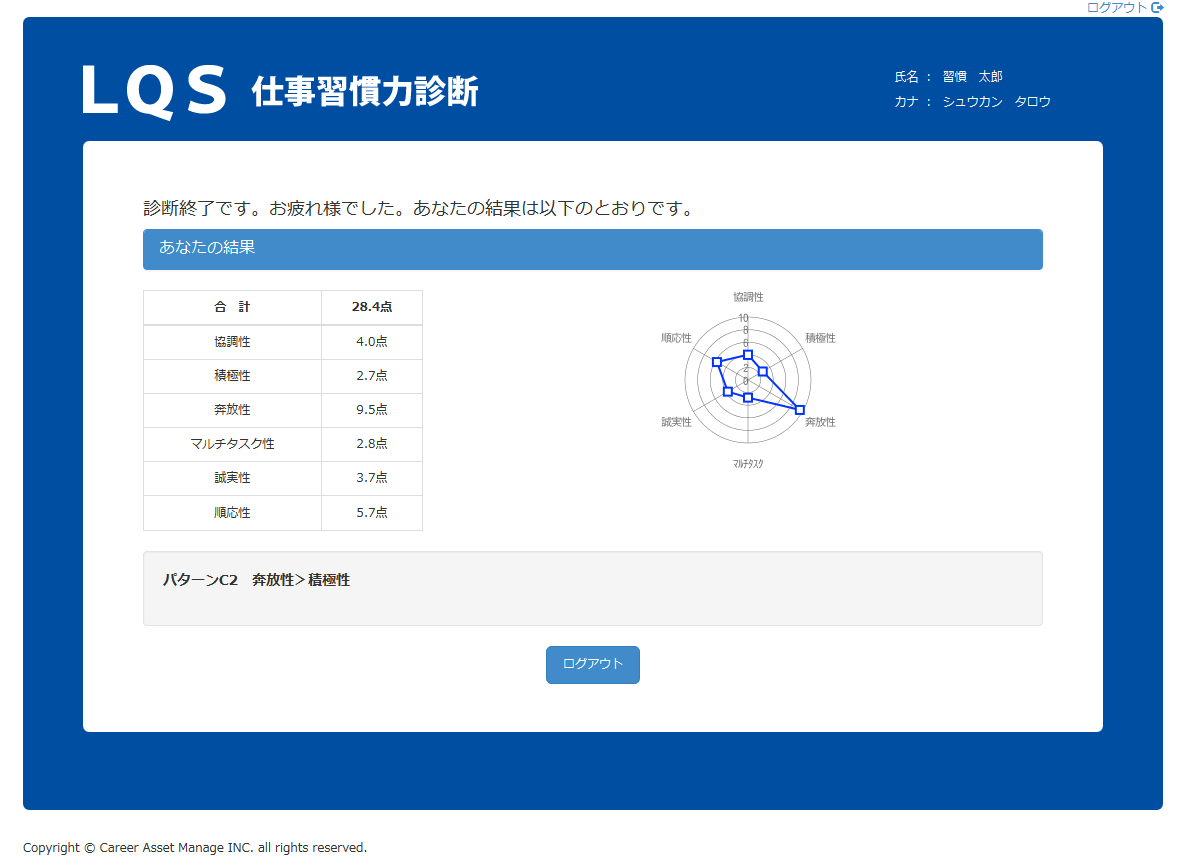 ログアウト
LQS 仕事習慣力診断
氏名 : 習慣 太郎
カナ : シュウカン タロウ
診断終了です。お疲れ様でした。あなたの結果は以下のとおりです。
あなたの結果
合 計 28.4点
協調性 4.0点
積極性 2.7点
奔放性 9.5点
マルチタスク性 2.8点
誠実性 3.7点
順応性 5.7点
協調性
10
8
6
2
0
順応性
積極性
誠実性
奔放性
マルチタスク
パターンC2 奔放性＞積極性
ログアウト
Copyright © Career Asset Manage INC. all rights reserved.